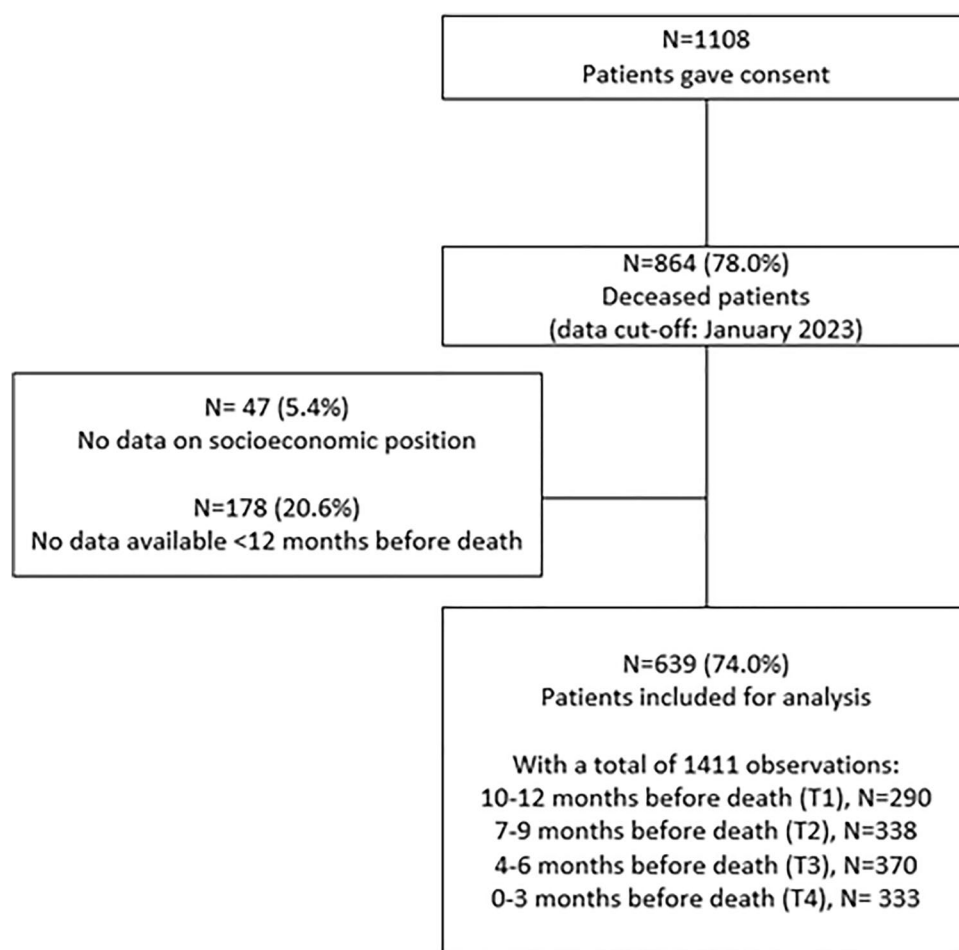 N=1108
Patients gave consent
N=864 (78.0%)
Deceased patients
(data cut-off: January 2023)
N= 47 (5.4%)
No data on socioeconomic position
N=178 (20.6%)
No data available <12 months before death
N=639 (74.0%)
Patients included for analysis
With a total of 1411 observations:
10-12 months before death (T1), N=290
7-9 months before death (T2), N=338
4-6 months before death (T3), N=370
0-3 months before death (T4), N= 333